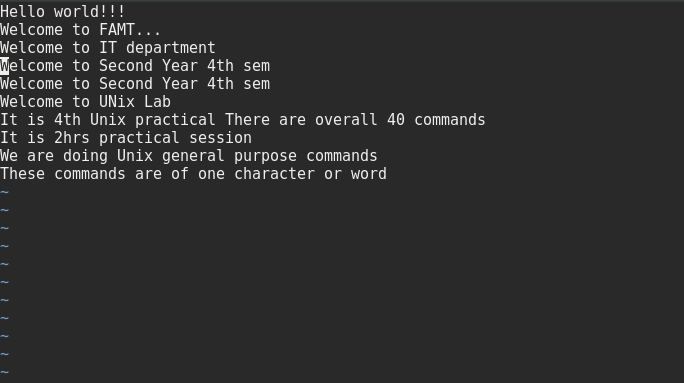 Hello world!!!
Welcome to FAMT...
Welcome to IT department
Welcome to Second Year 4th sem
Welcome to Second Year 4th sem
Welcome to UNix Lab
It is 4th Unix practical There are overall 40 commands
It is 2hrs practical session
We are doing Unix general purpose commands
These commands are of one character or word
~
~
~
~
~
~
~
~
~
~
~